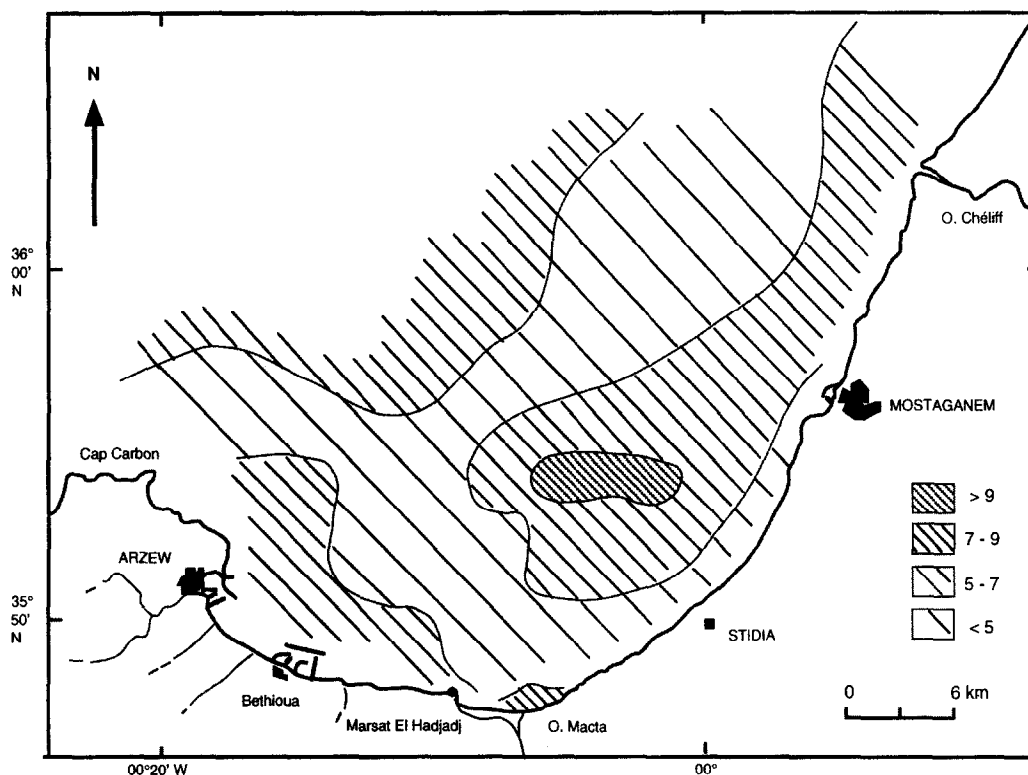 N
36°
00'
N
O. Chéliff
MOSTAGANEM
Cap Carbon
> 9
7 - 9
5 - 7
< 5
ARZEW
35°
50'
N
STIDIA
0 6 km
Bethioua
Marsat El Hadjadj
O. Macta
00°20' W
00°